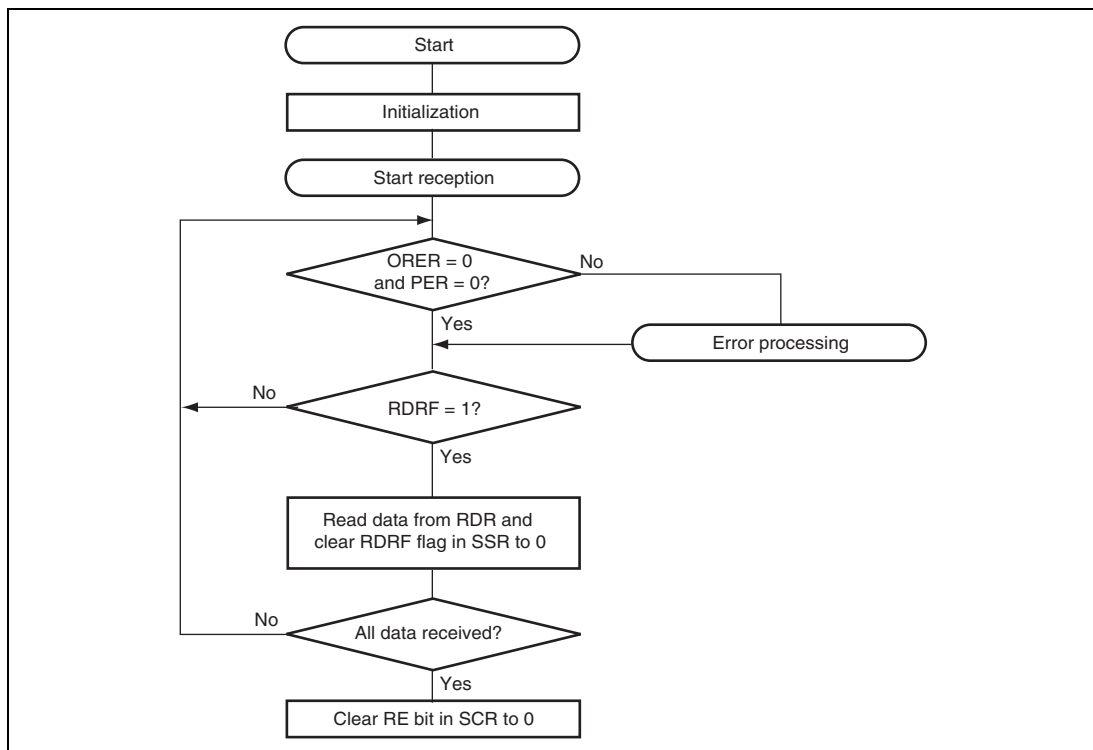 Start
Initialization
Start reception
ORER = 0
and PER = 0?
No
Yes
Error processing
No
RDRF = 1?
Yes
Read data from RDR and
clear RDRF flag in SSR to 0
No
All data received?
Yes
Clear RE bit in SCR to 0